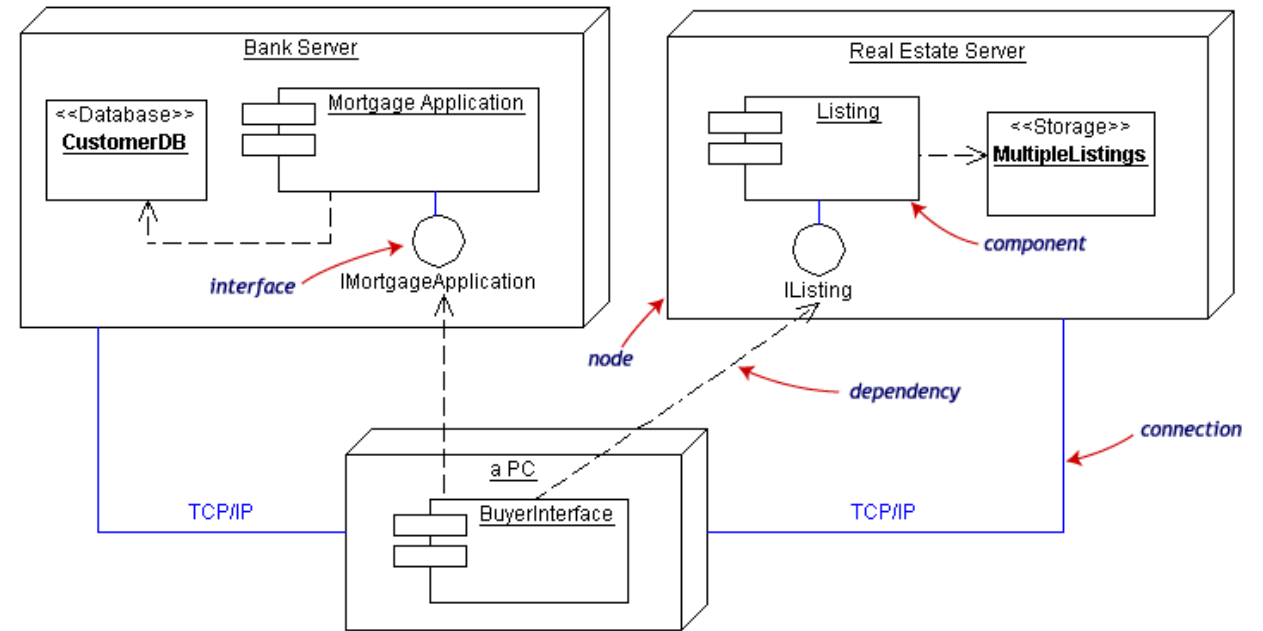 Bank Server
<<Database>>
CustomerDB
Mortgage Application
interface
IMortgageApplication
Real Estate Server
Listing
<<Storage>>
MultipleListings
component
IListing
node
dependency
connection
a PC
BuyerInterface
TCP/IP
TCP/IP